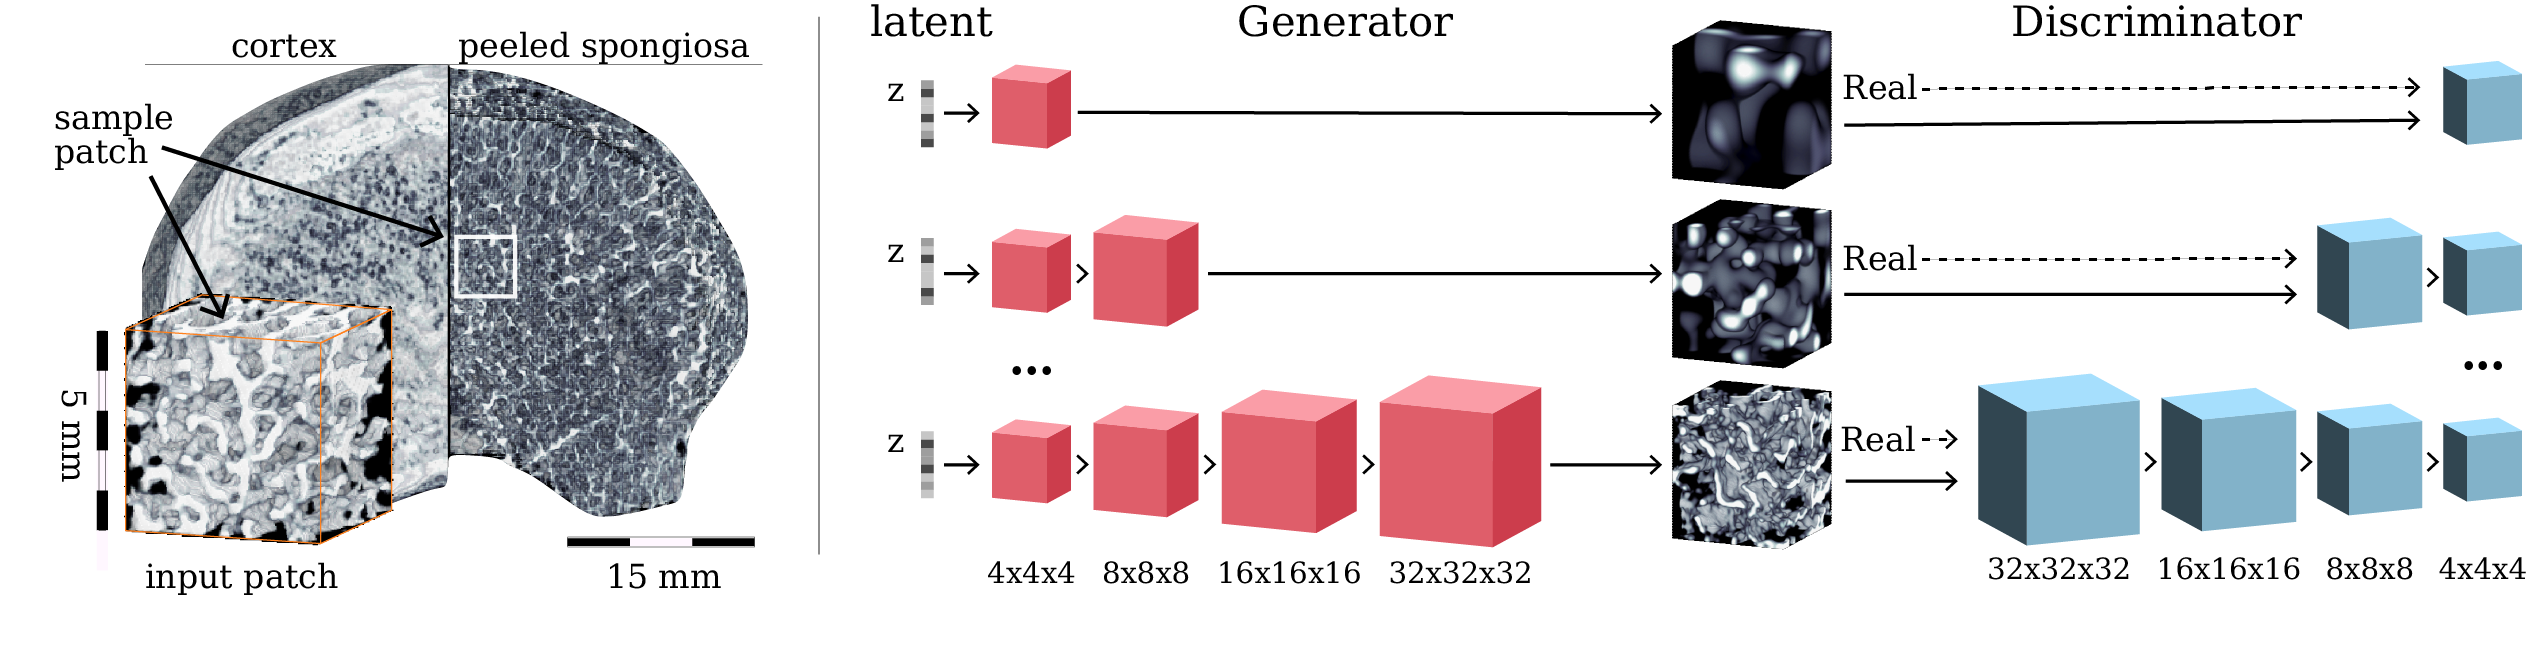 cortex
peeled spongiosa
sample
patch
5 mm
input patch
15 mm
latent
Generator
Discriminator
z
Real
z
Real
...
...
z
Real
4x4x4
8x8x8
16x16x16
32x32x32
32x32x32
16x16x16
8x8x8
4x4x4